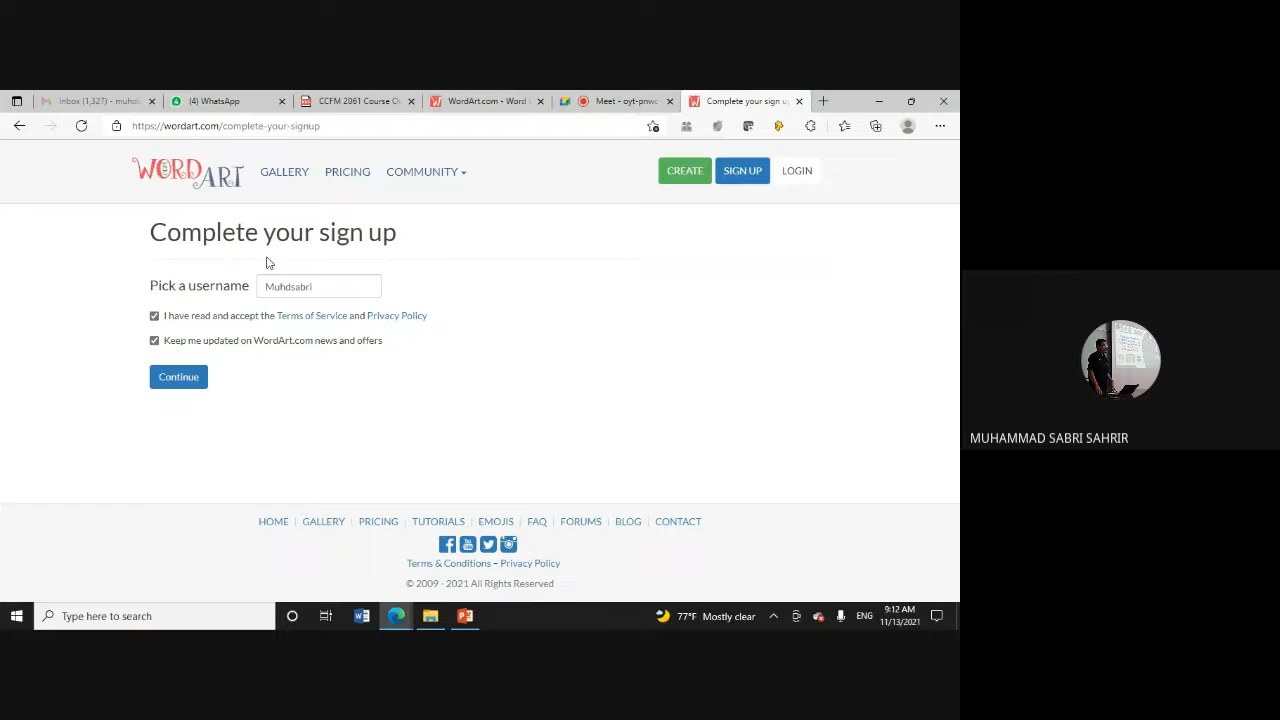 Inbox (1,327) - muhds
(4) WhatsApp
CCFM 2061 Course Ou
WordArt.com - Word
Meet - oyt-pnwc
Complete your sign up
https://wordart.com/complete-your-signup
WORD ART
GALLERY
PRICING
COMMUNITY
CREATE
SIGN UP
LOGIN
Complete your sign up
Pick a username
Muhdsabri
I have read and accept the Terms of Service and Privacy Policy
Keep me updated on WordArt.com news and offers
Continue
MUHAMMAD SABRI SAHRIR
HOME | GALLERY | PRICING | TUTORIALS | EMOJIS | FAQ | FORUMS | BLOG | CONTACT
Terms & Conditions – Privacy Policy
© 2009 - 2021 All Rights Reserved
Type here to search
77°F Mostly clear
ENG
9:12 AM
11/13/2021